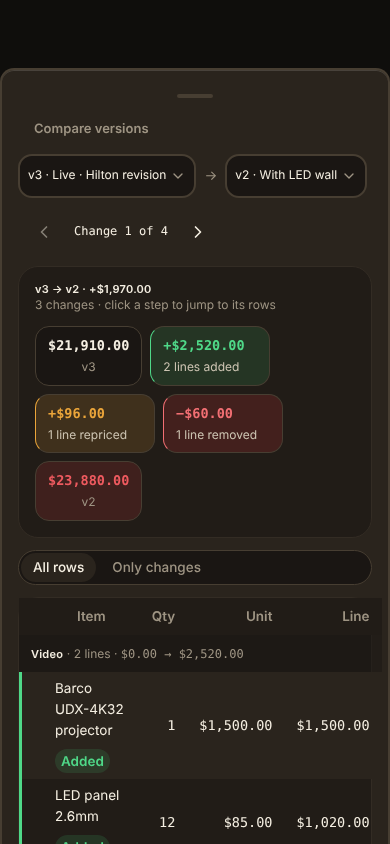 Compare versions
v3 · Live · Hilton revision → v2 · With LED wall
Change 1 of 4
v3 → v2 · +$1,970.00
3 changes · click a step to jump to its rows
$21,910.00
v3
+$2,520.00
2 lines added
+$96.00
1 line repriced
−$60.00
1 line removed
$23,880.00
v2
All rows Only changes
Item Qty Unit Line
Video · 2 lines · $0.00 → $2,520.00
Barco
UDX-4K32
projector
1 $1,500.00 $1,500.00
Added
LED panel
2.6mm
12 $85.00 $1,020.00